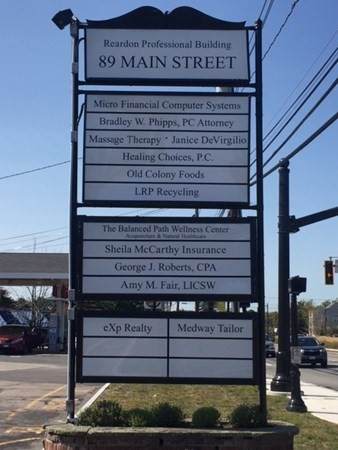 Reardon Professional Building
89 MAIN STREET
Micro Financial Computer Systems
Bradley W. Phipps, PC Attorney
Massage Therapy * Janice DeVirgilio
Healing Choices, P.C.
Old Colony Foods
LRP Recycling
The Balanced Path Wellness Center
Acupuncture & Natural Healthcare
Sheila McCarthy Insurance
George J. Roberts, CPA
Amy M. Fair, LICSW
eXp Realty
Medway Tailor